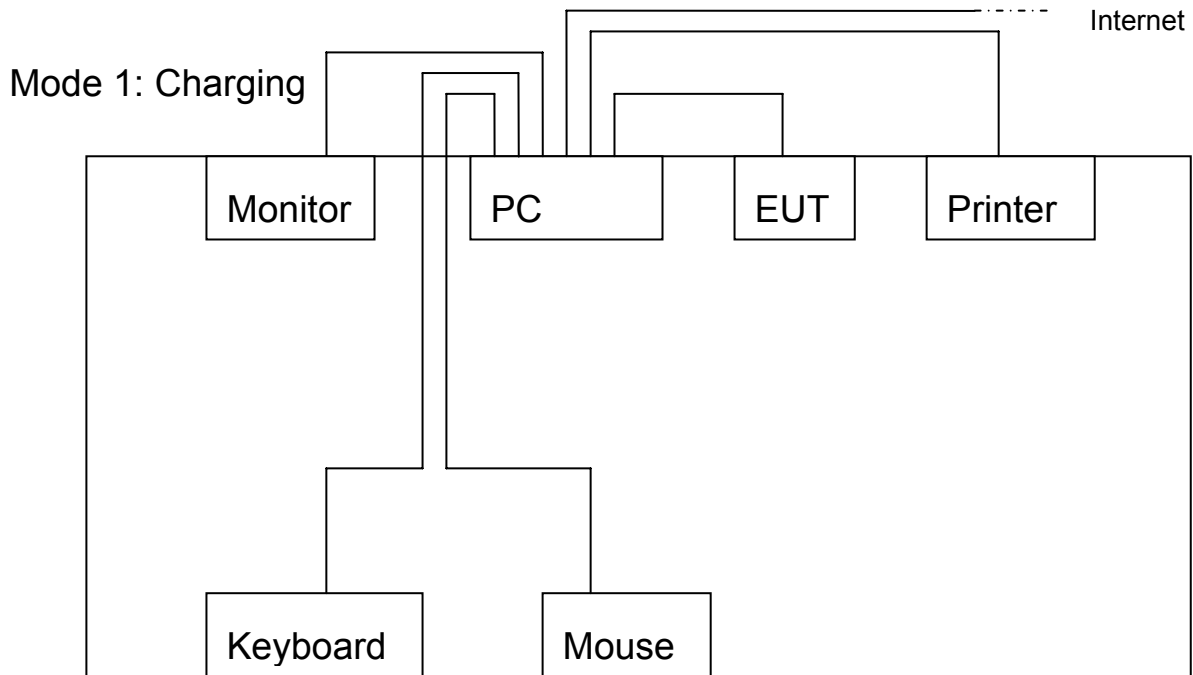 Internet
Mode 1: Charging
Monitor
PC
EUT
Printer
Keyboard
Mouse